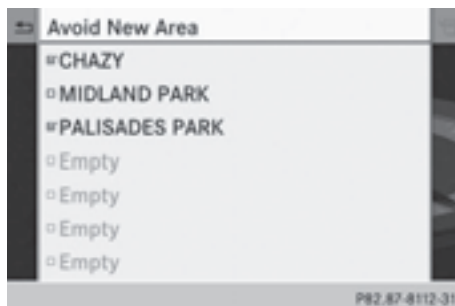 Avoid New Area
CHAZY
MIDLAND PARK
PALISADES PARK
Empty
Empty
Empty
Empty
P82.87-8112-31